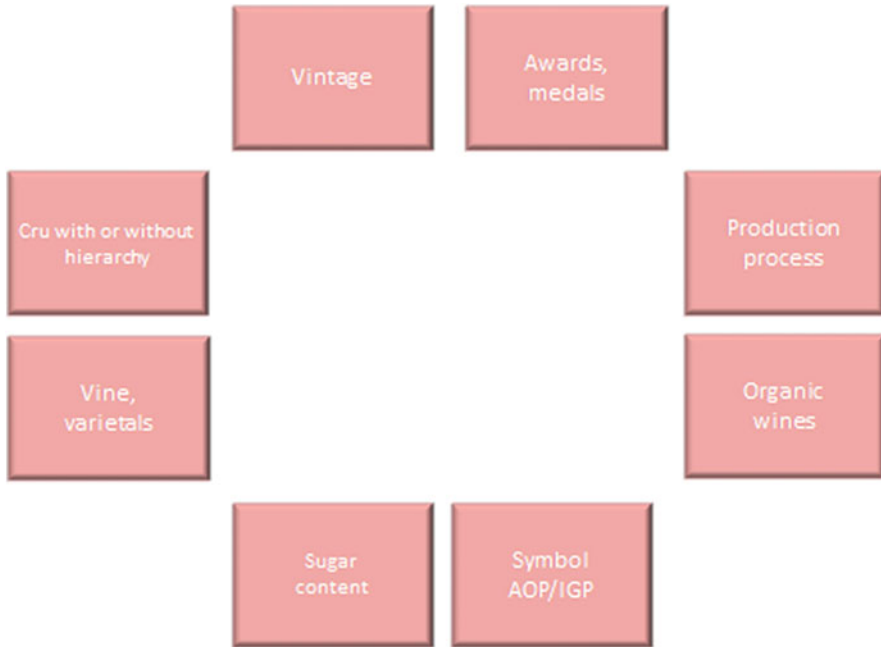 Vintage
Awards,
medals
Cru with or without
hierarchy
Production
process
Vine,
varietals
Organic
wines
Sugar
content
Symbol
AOP/IGP